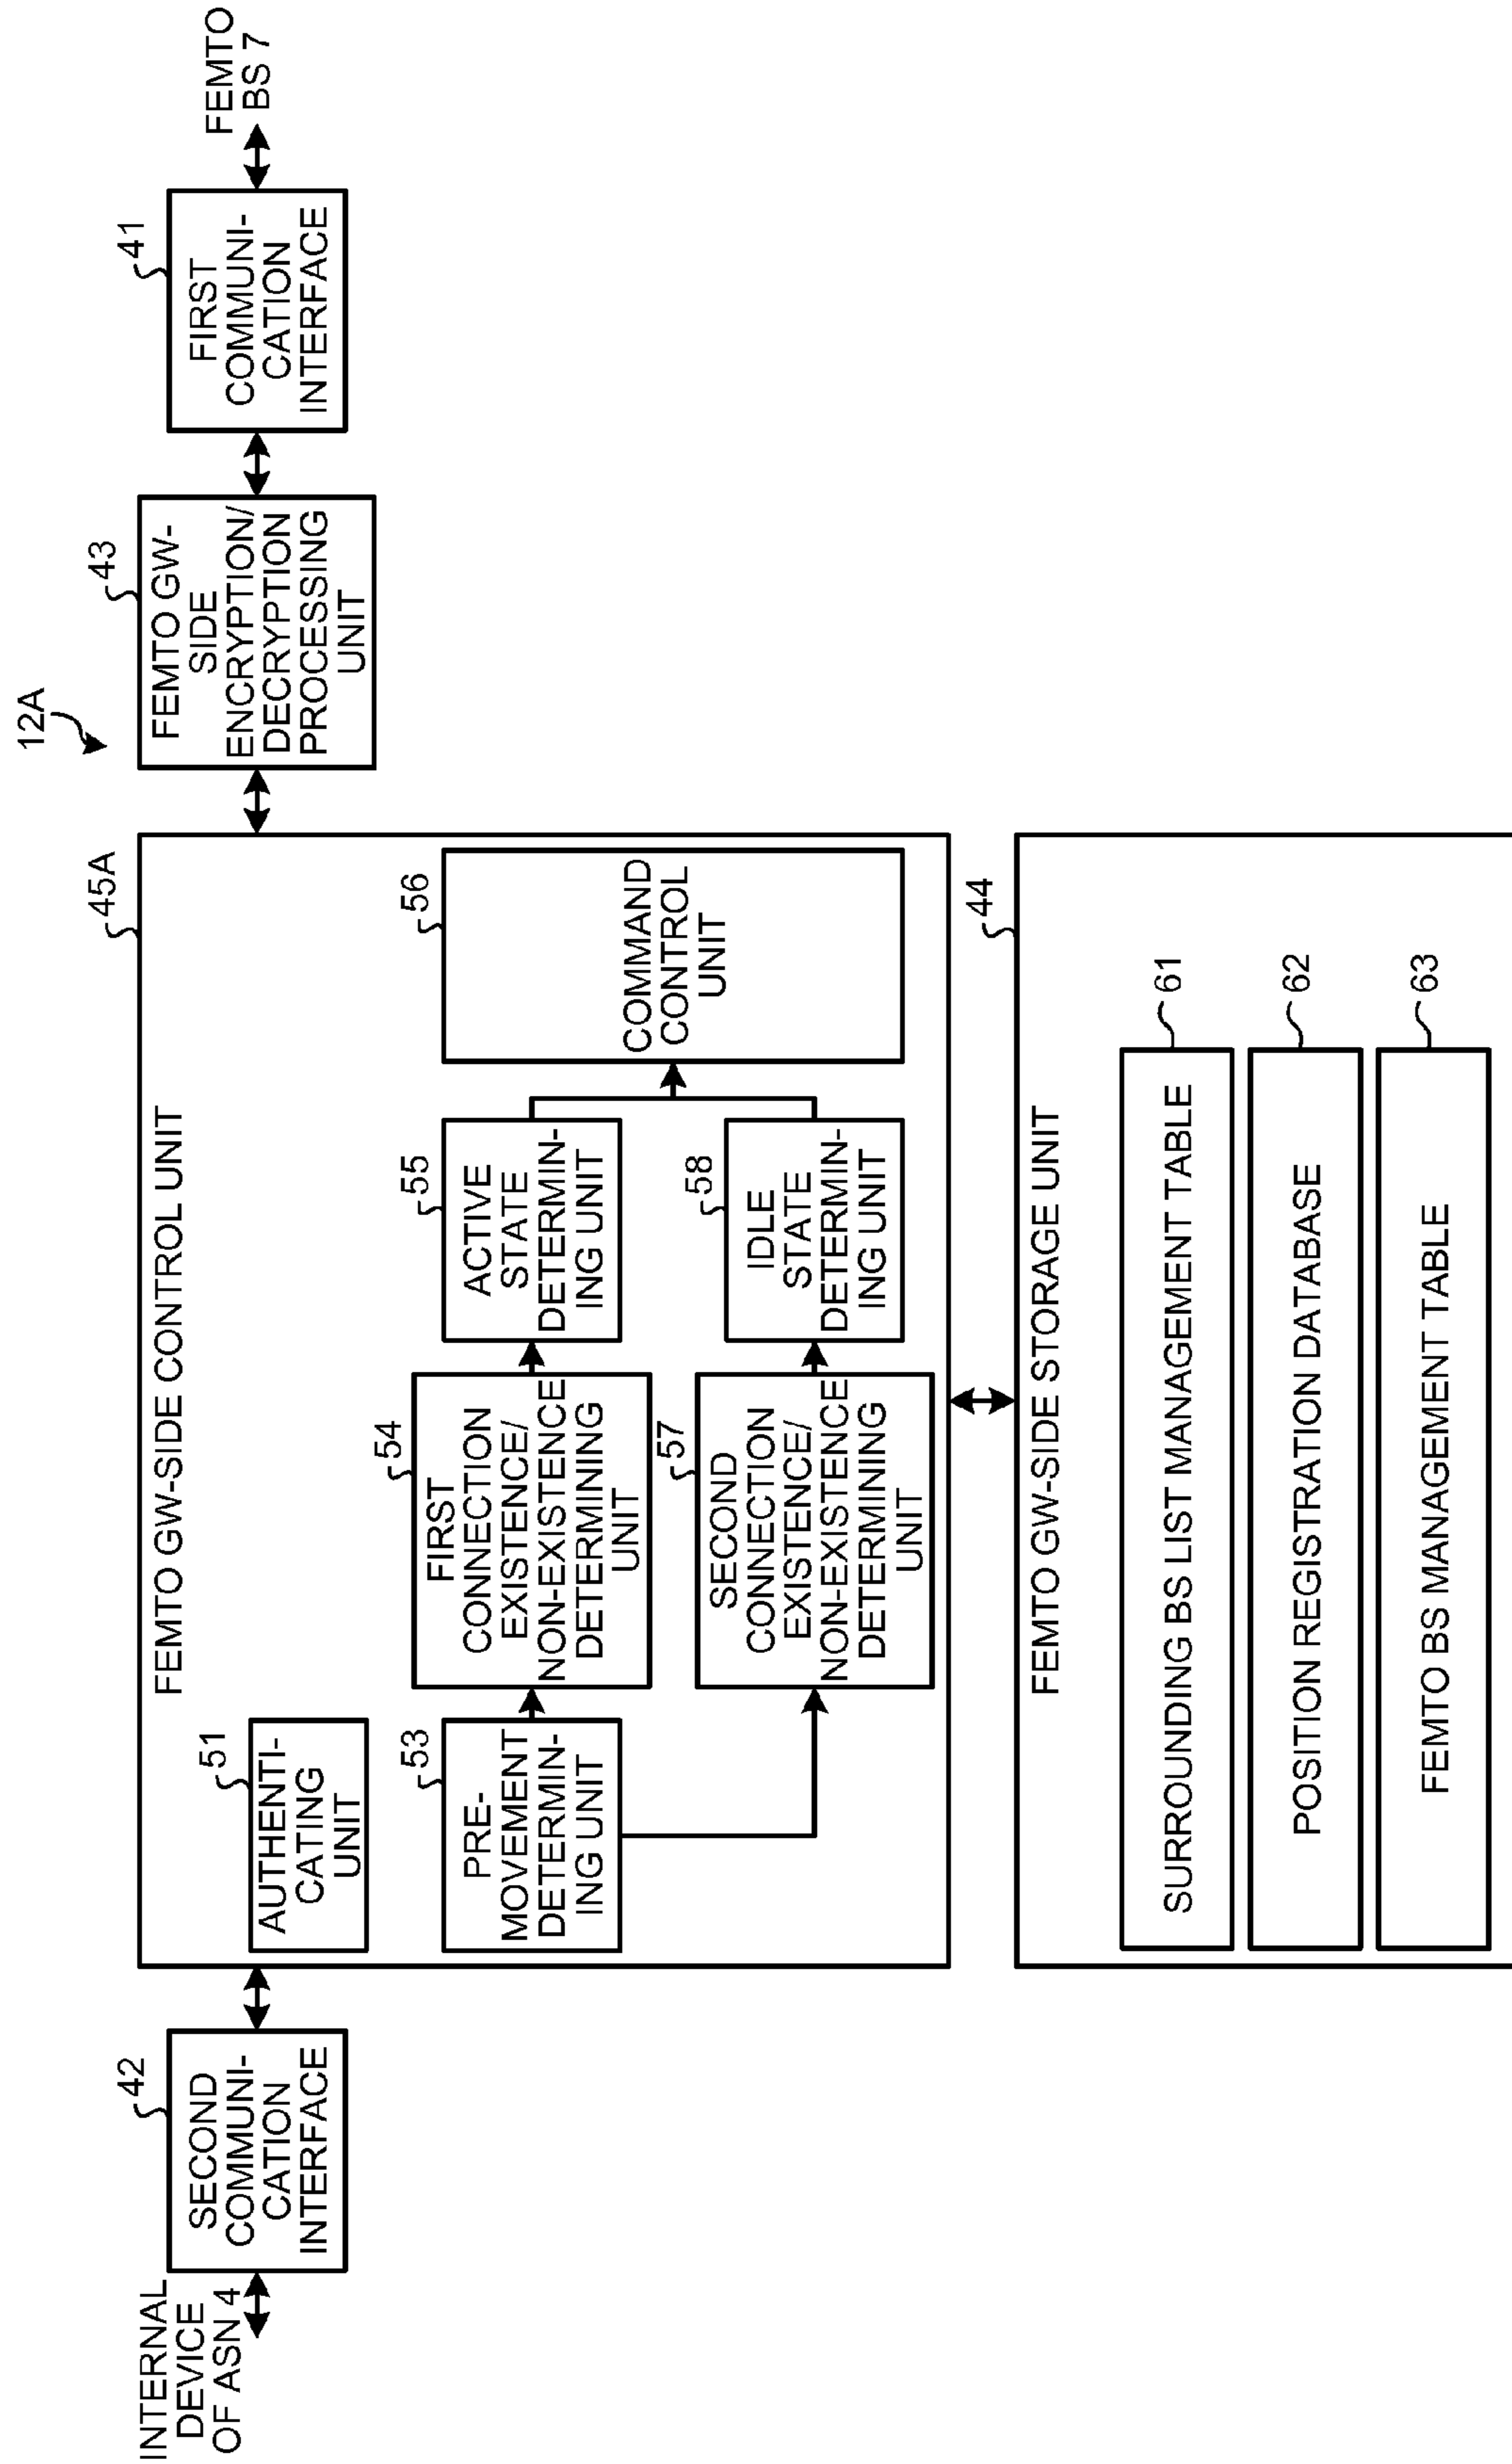 12A
INTERNAL
DEVICE
OF ASN 4
42
SECOND
COMMUNI-
CATION
INTERFACE
45A
FEMTO GW-SIDE CONTROL UNIT
51
AUTHENTI-
CATING
UNIT
53
PRE-
MOVEMENT
DETERMIN-
ING UNIT
54
FIRST
CONNECTION
EXISTENCE/
NON-EXISTENCE
DETERMINING
UNIT
55
ACTIVE
STATE
DETERMIN-
ING UNIT
56
COMMAND
CONTROL
UNIT
57
SECOND
CONNECTION
EXISTENCE/
NON-EXISTENCE
DETERMINING
UNIT
58
IDLE
STATE
DETERMIN-
ING UNIT
43
FEMTO GW-
SIDE
ENCRYPTION/
DECRYPTION
PROCESSING
UNIT
41
FIRST
COMMUNI-
CATION
INTERFACE
FEMTO
BS 7
44
FEMTO GW-SIDE STORAGE UNIT
61
SURROUNDING BS LIST MANAGEMENT TABLE
62
POSITION REGISTRATION DATABASE
63
FEMTO BS MANAGEMENT TABLE